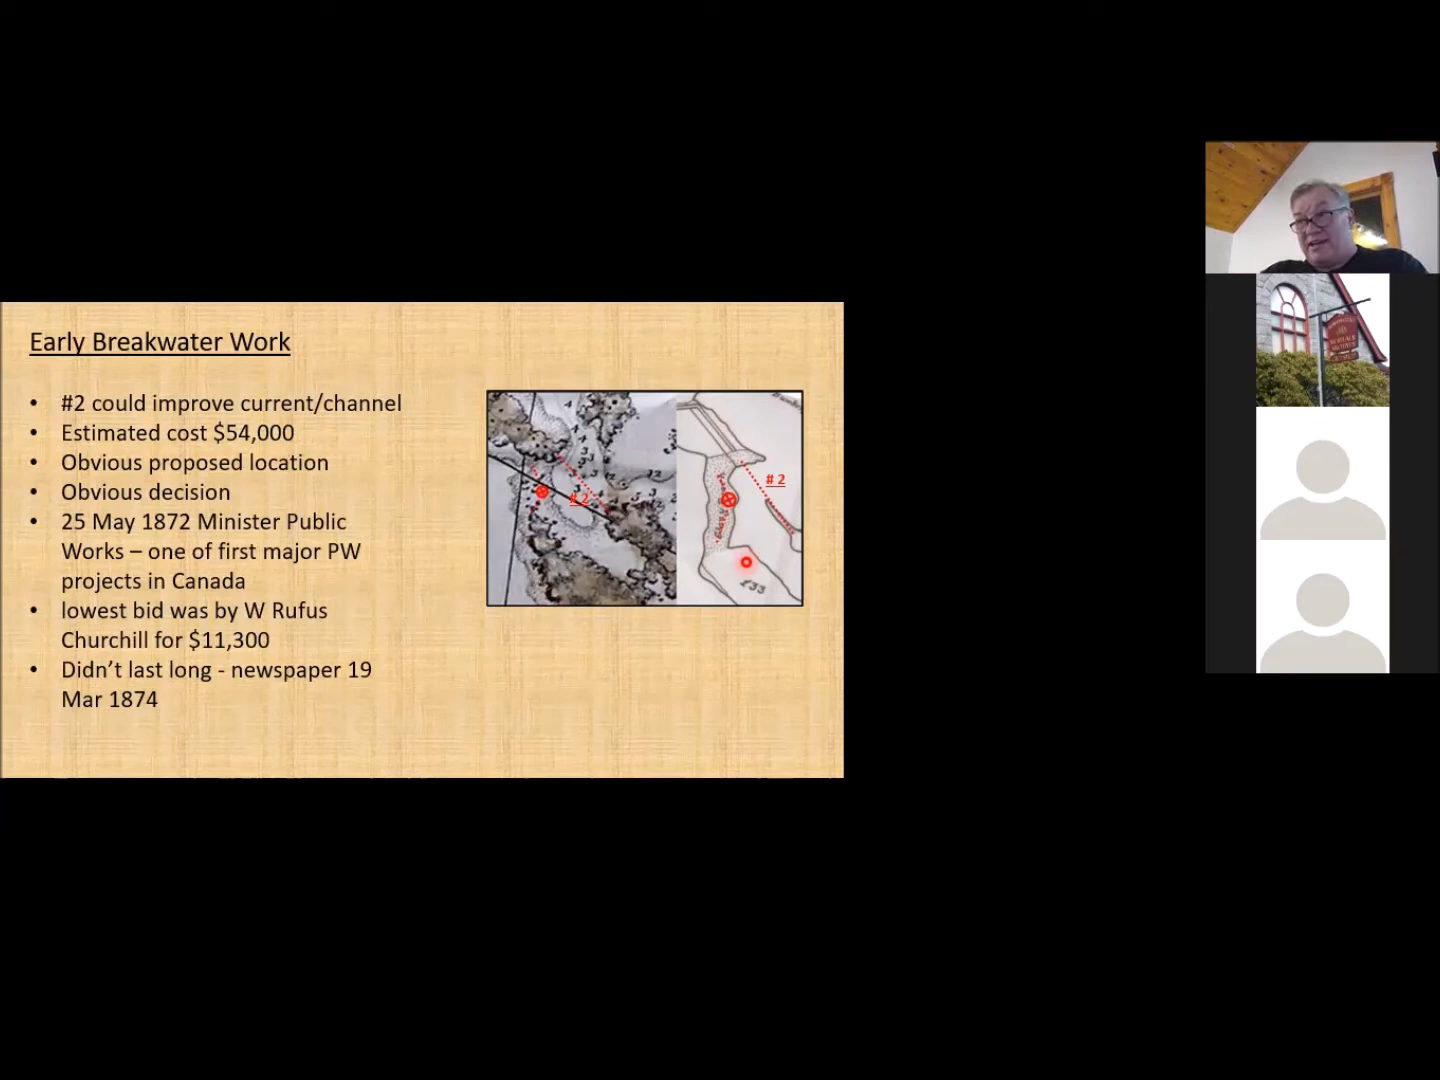 Early Breakwater Work
• #2 could improve current/channel
• Estimated cost $54,000
• Obvious proposed location
• Obvious decision
• 25 May 1872 Minister Public
Works – one of first major PW
projects in Canada
• lowest bid was by W Rufus
Churchill for $11,300
• Didn’t last long - newspaper 19
Mar 1874
# 2
# 2